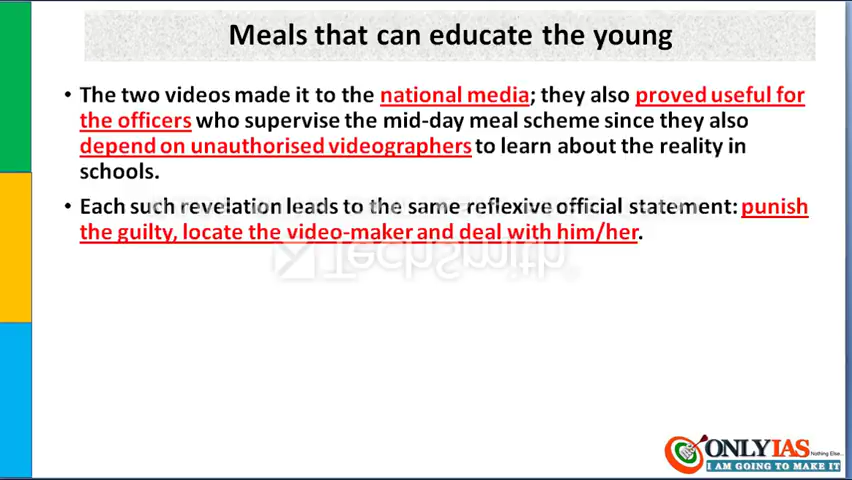 Meals that can educate the young
• The two videos made it to the national media; they also proved useful for
the officers who supervise the mid-day meal scheme since they also
depend on unauthorised videographers to learn about the reality in
schools.
• Each such revelation leads to the same reflexive official statement: punish
the guilty, locate the video-maker and deal with him/her.
TechSmith
ONLYIAS
Nothing Else...
I AM GOING TO MAKE IT